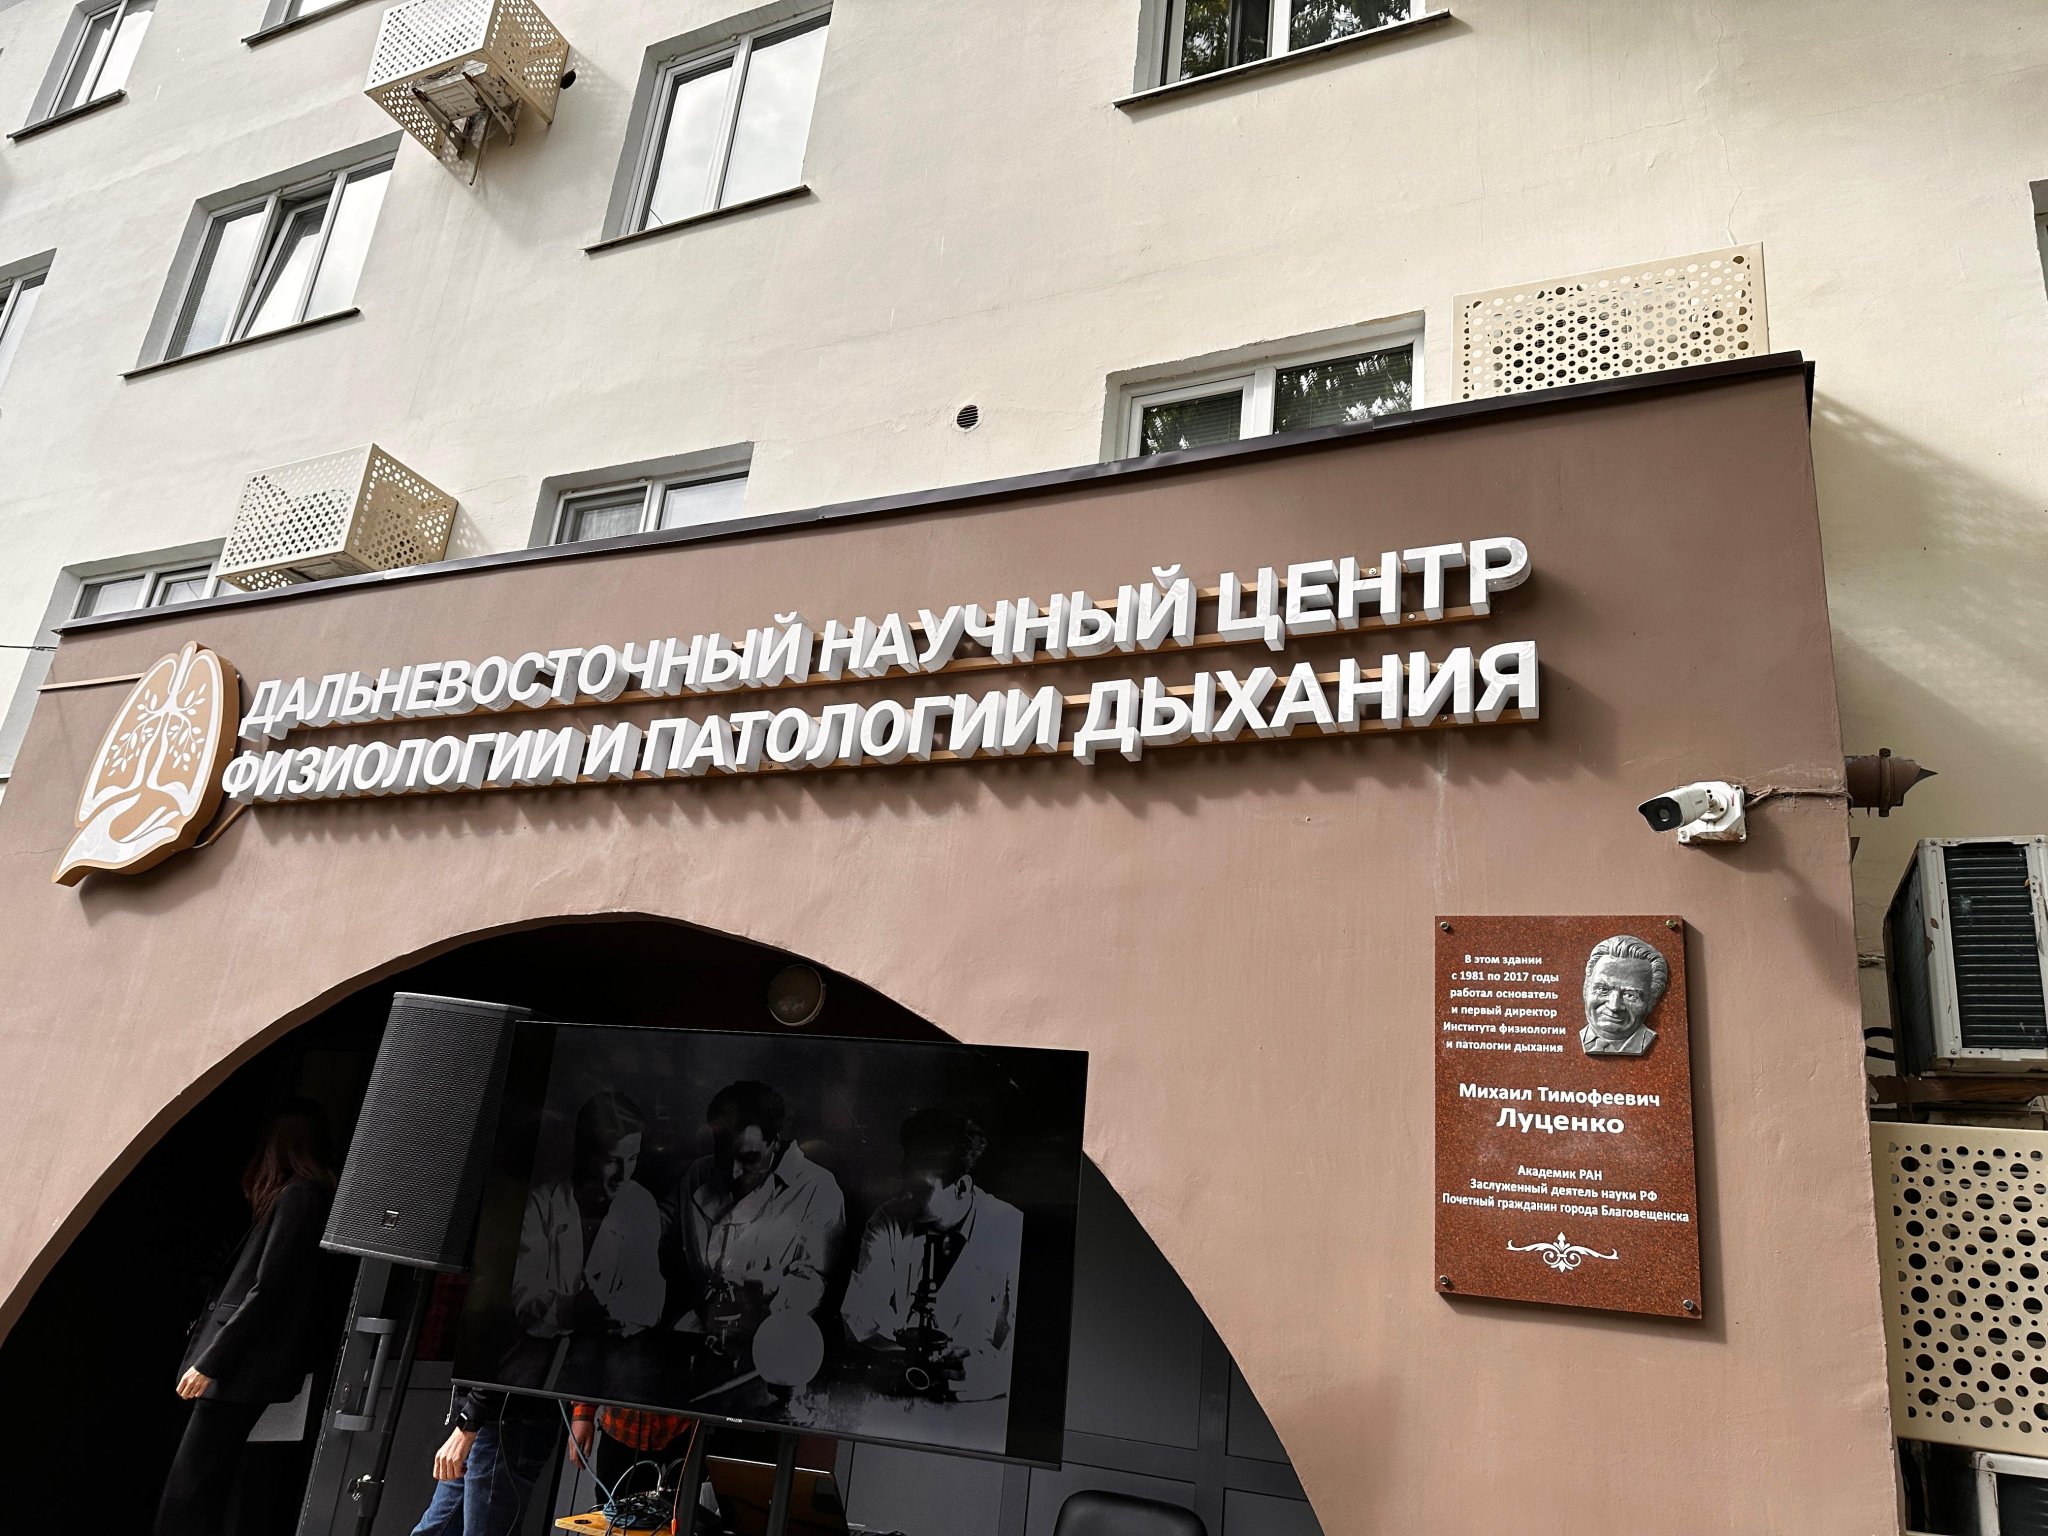 ДАЛЬНЕВОСТОЧНЫЙ НАУЧНЫЙ ЦЕНТР
ФИЗИОЛОГИИ И ПАТОЛОГИИ ДЫХАНИЯ
В этом здании
с 1981 по 2017 годы
работал основатель
и первый директор
Института физиологии
и патологии дыхания
Михаил Тимофеевич
Луценко
Академик РАН
Заслуженный деятель науки РФ
Почетный гражданин города Благовещенска